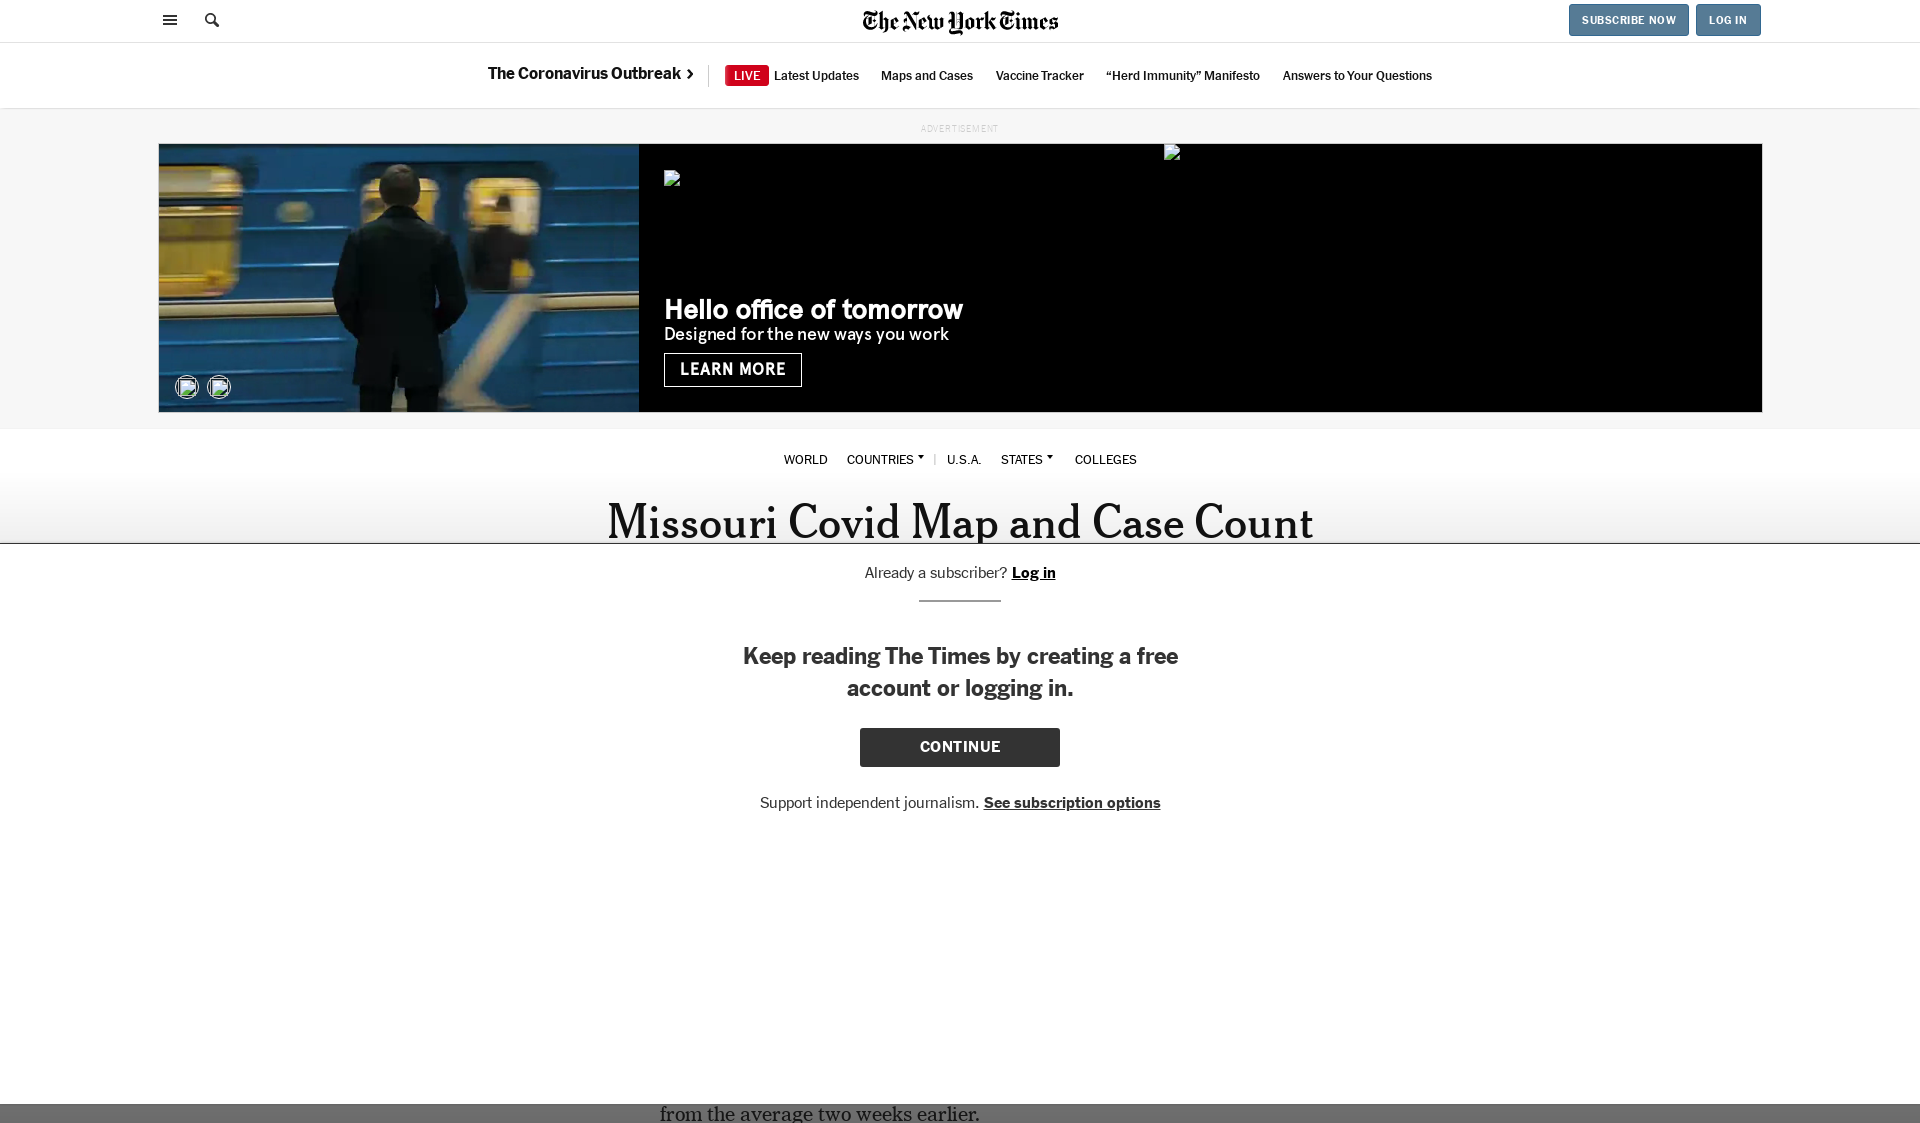 The New York Times
SUBSCRIBE NOW
LOG IN
The Coronavirus Outbreak ›
LIVE Latest Updates
Maps and Cases
Vaccine Tracker
“Herd Immunity” Manifesto
Answers to Your Questions
ADVERTISEMENT
Hello office of tomorrow
Designed for the new ways you work
LEARN MORE
WORLD
COUNTRIES
U.S.A.
STATES
COLLEGES
Missouri Covid Map and Case Count
Already a subscriber? Log in
Keep reading The Times by creating a free
account or logging in.
CONTINUE
Support independent journalism. See subscription options
from the average two weeks earlier.